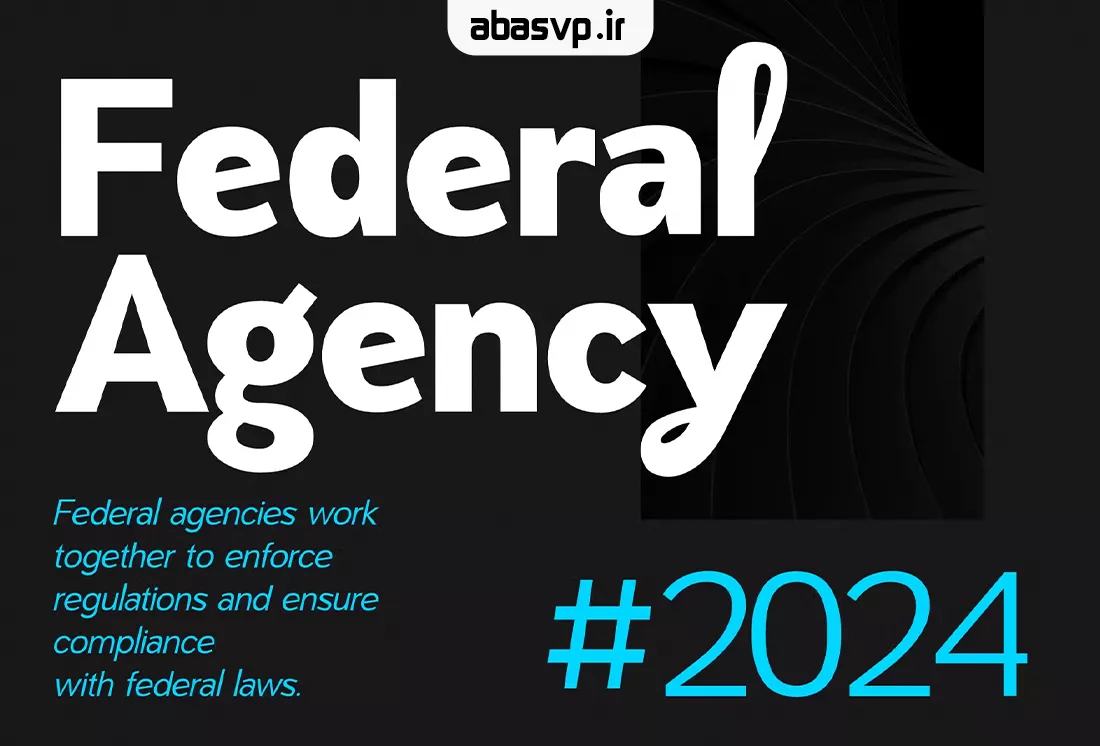 abasvp.ir
Federal
Agency
Federal agencies work
together to enforce
regulations and ensure
compliance
with federal laws.
#2024